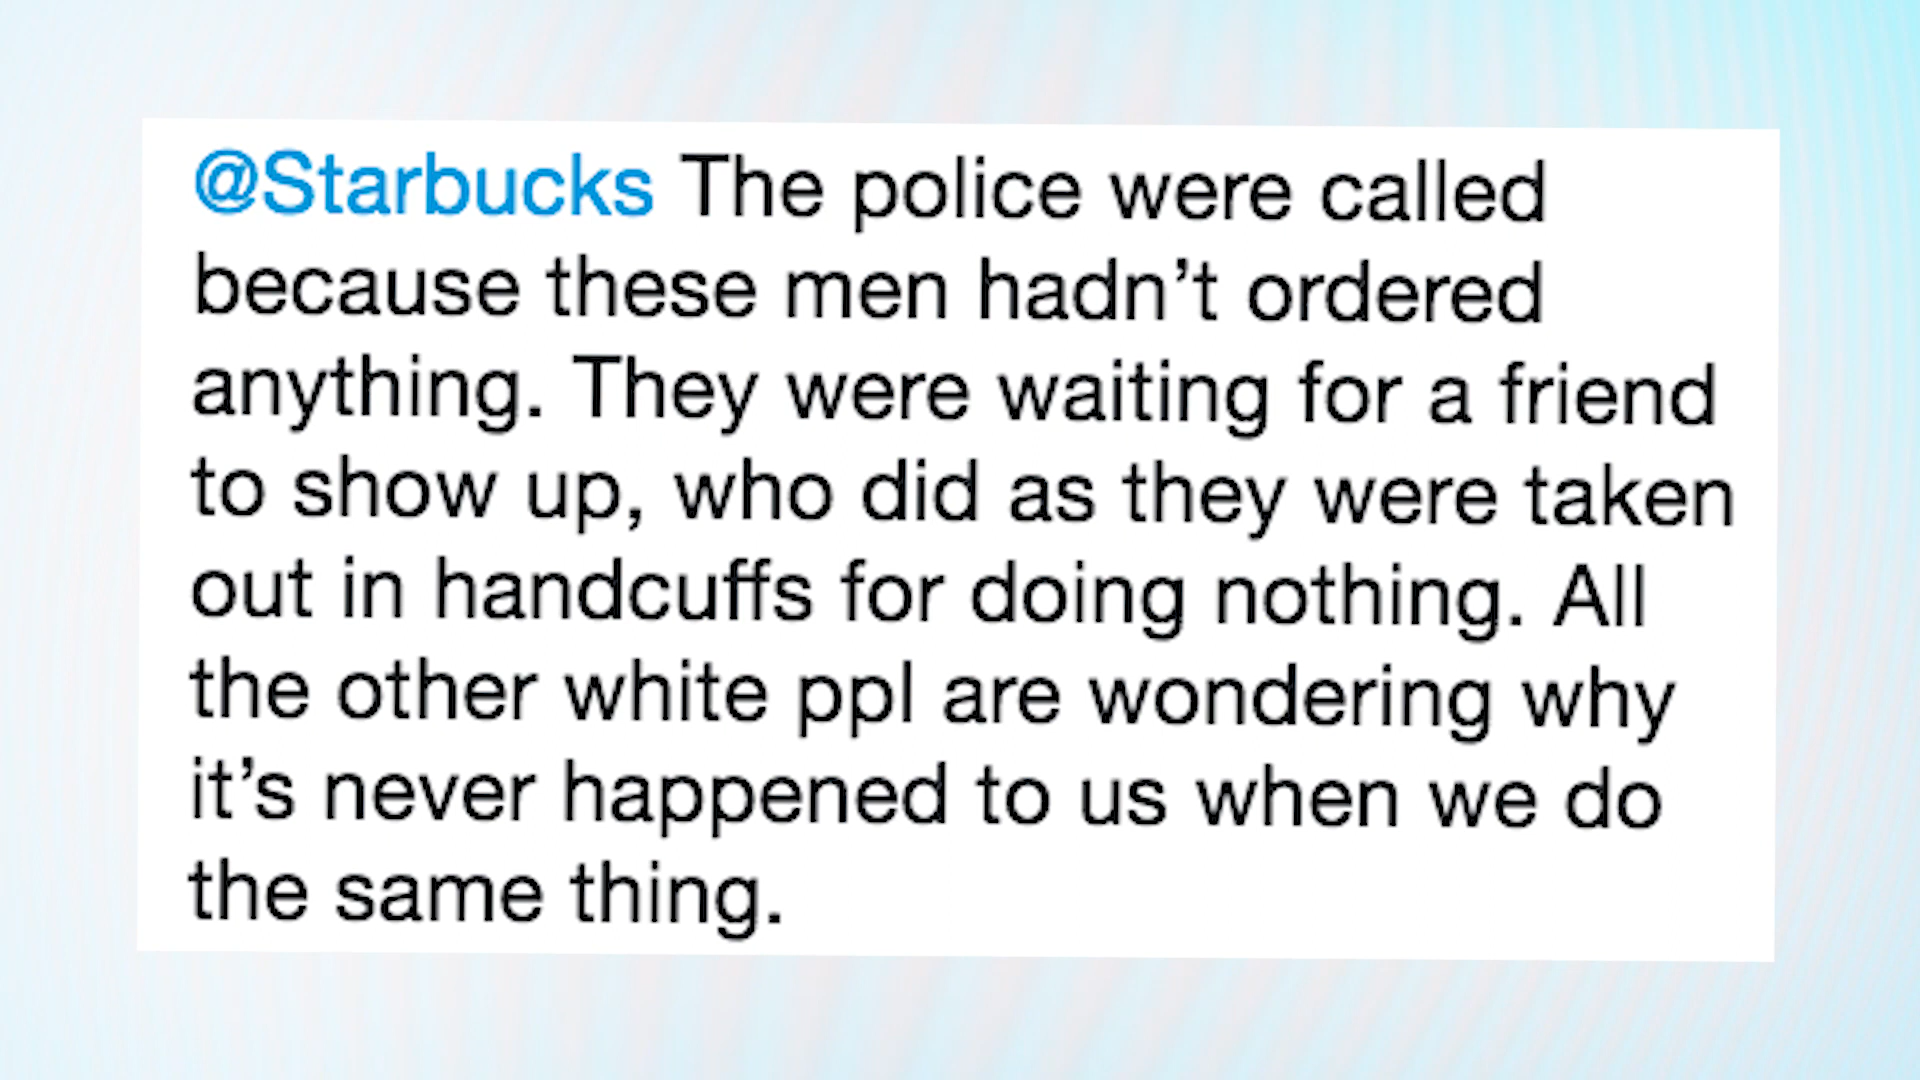 @Starbucks The police were called
because these men hadn’t ordered
anything. They were waiting for a friend
to show up, who did as they were taken
out in handcuffs for doing nothing. All
the other white ppl are wondering why
it’s never happened to us when we do
the same thing.